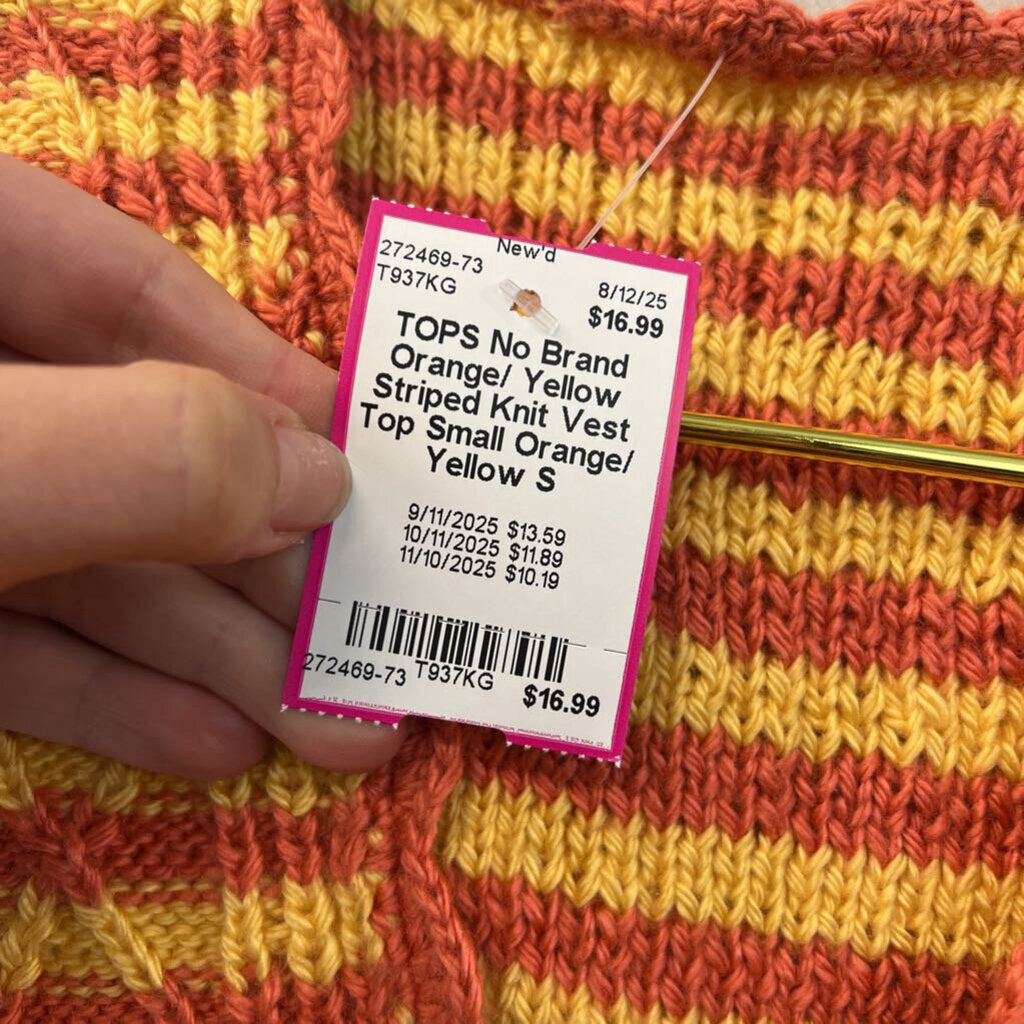 New'd
272469-73
T937KG
8/12/25
$16.99
TOPS No Brand
Orange/ Yellow
Striped Knit Vest
Top Small Orange/
Yellow S
9/11/2025 $13.59
10/11/2025 $11.89
11/10/2025 $10.19
272469-73 T937KG
$16.99